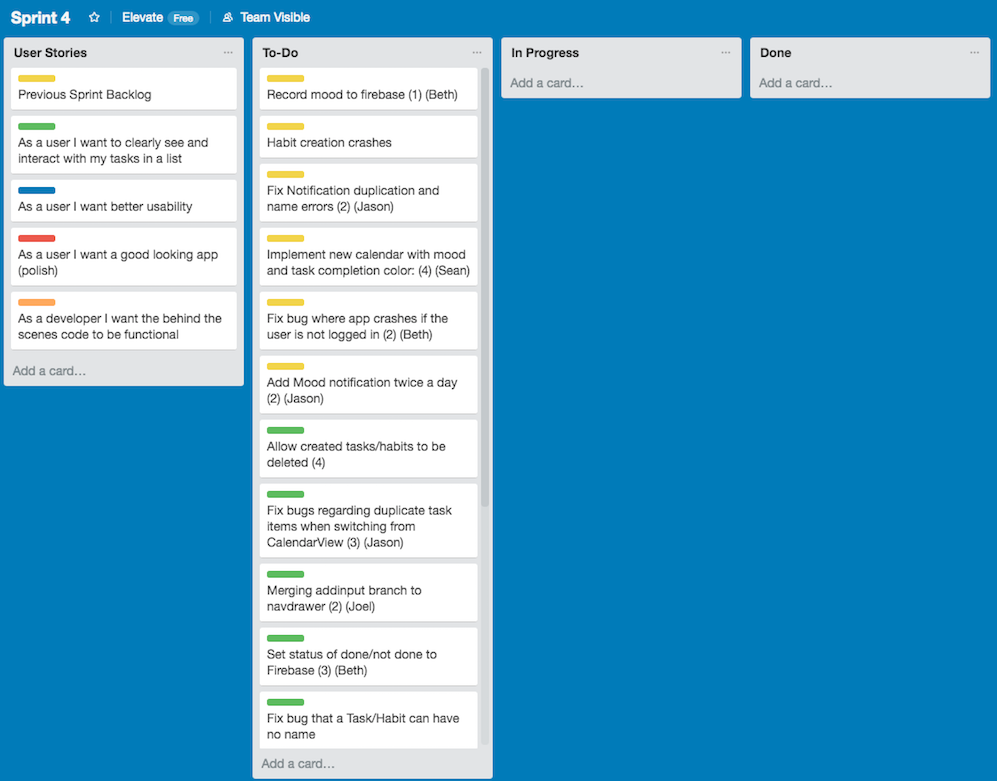 Sprint 4
Elevate Free
Team Visible
User Stories
Previous Sprint Backlog
As a user I want to clearly see and
interact with my tasks in a list
As a user I want better usability
As a user I want a good looking app
(polish)
As a developer I want the behind the
scenes code to be functional
Add a card...
To-Do
Record mood to firebase (1) (Beth)
Habit creation crashes
Fix Notification duplication and
name errors (2) (Jason)
Implement new calendar with mood
and task completion color: (4) (Sean)
Fix bug where app crashes if the
user is not logged in (2) (Beth)
Add Mood notification twice a day
(2) (Jason)
Allow created tasks/habits to be
deleted (4)
Fix bugs regarding duplicate task
items when switching from
CalendarView (3) (Jason)
Merging addinput branch to
navdrawer (2) (Joel)
Set status of done/not done to
Firebase (3) (Beth)
Fix bug that a Task/Habit can have
no name
Add a card...
In Progress
Add a card...
Done
Add a card...